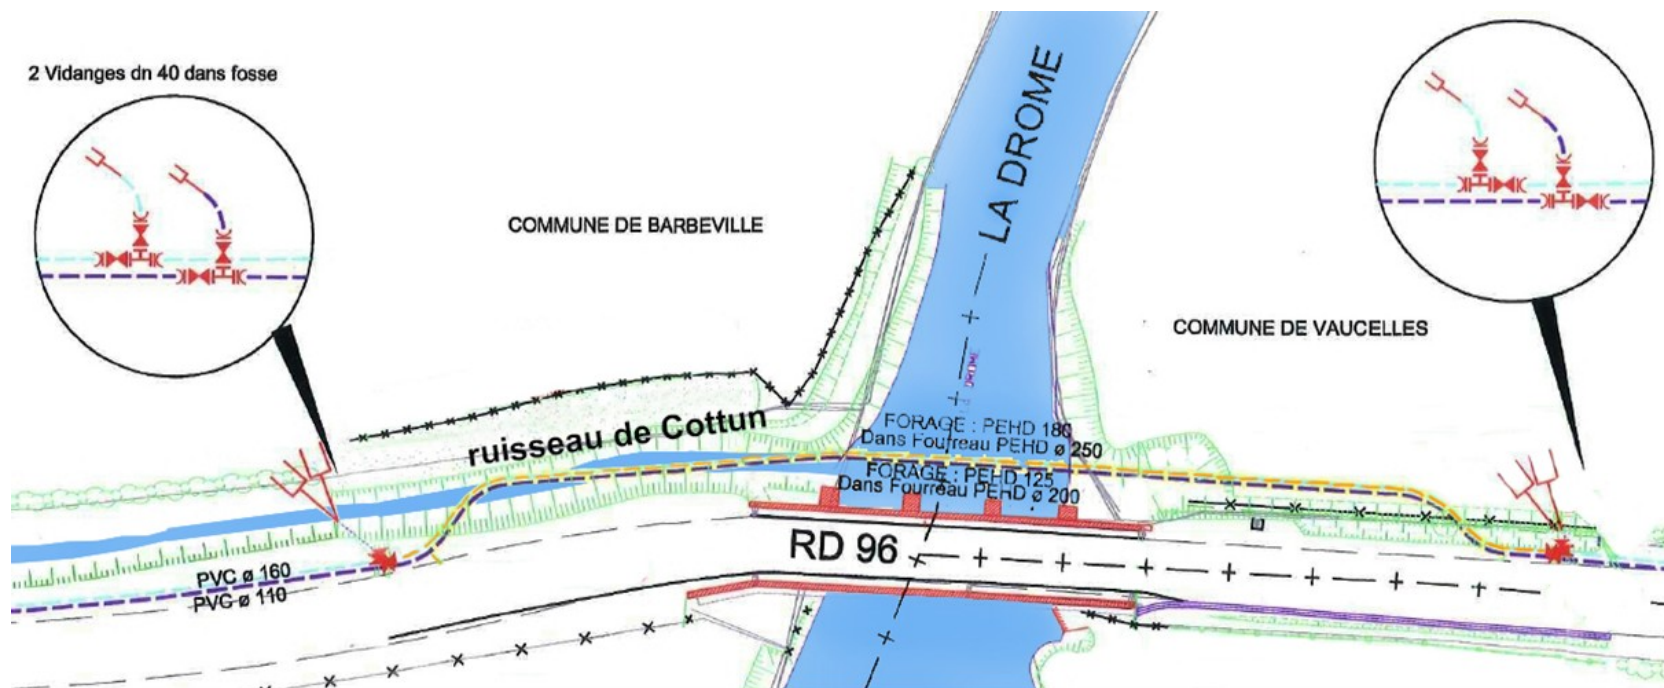 2 Vidanges dn 40 dans fosse
COMMUNE DE BARBEVILLE
LA DROME
COMMUNE DE VAUCELLES
ruisseau de Cottun
FORAGE : PEHD 180
Dans Fourreau PEHD ø 250
FORAGE : PEHD 125
Dans Fourreau PEHD ø 200
RD 96
PVC ø 160
PVC ø 110